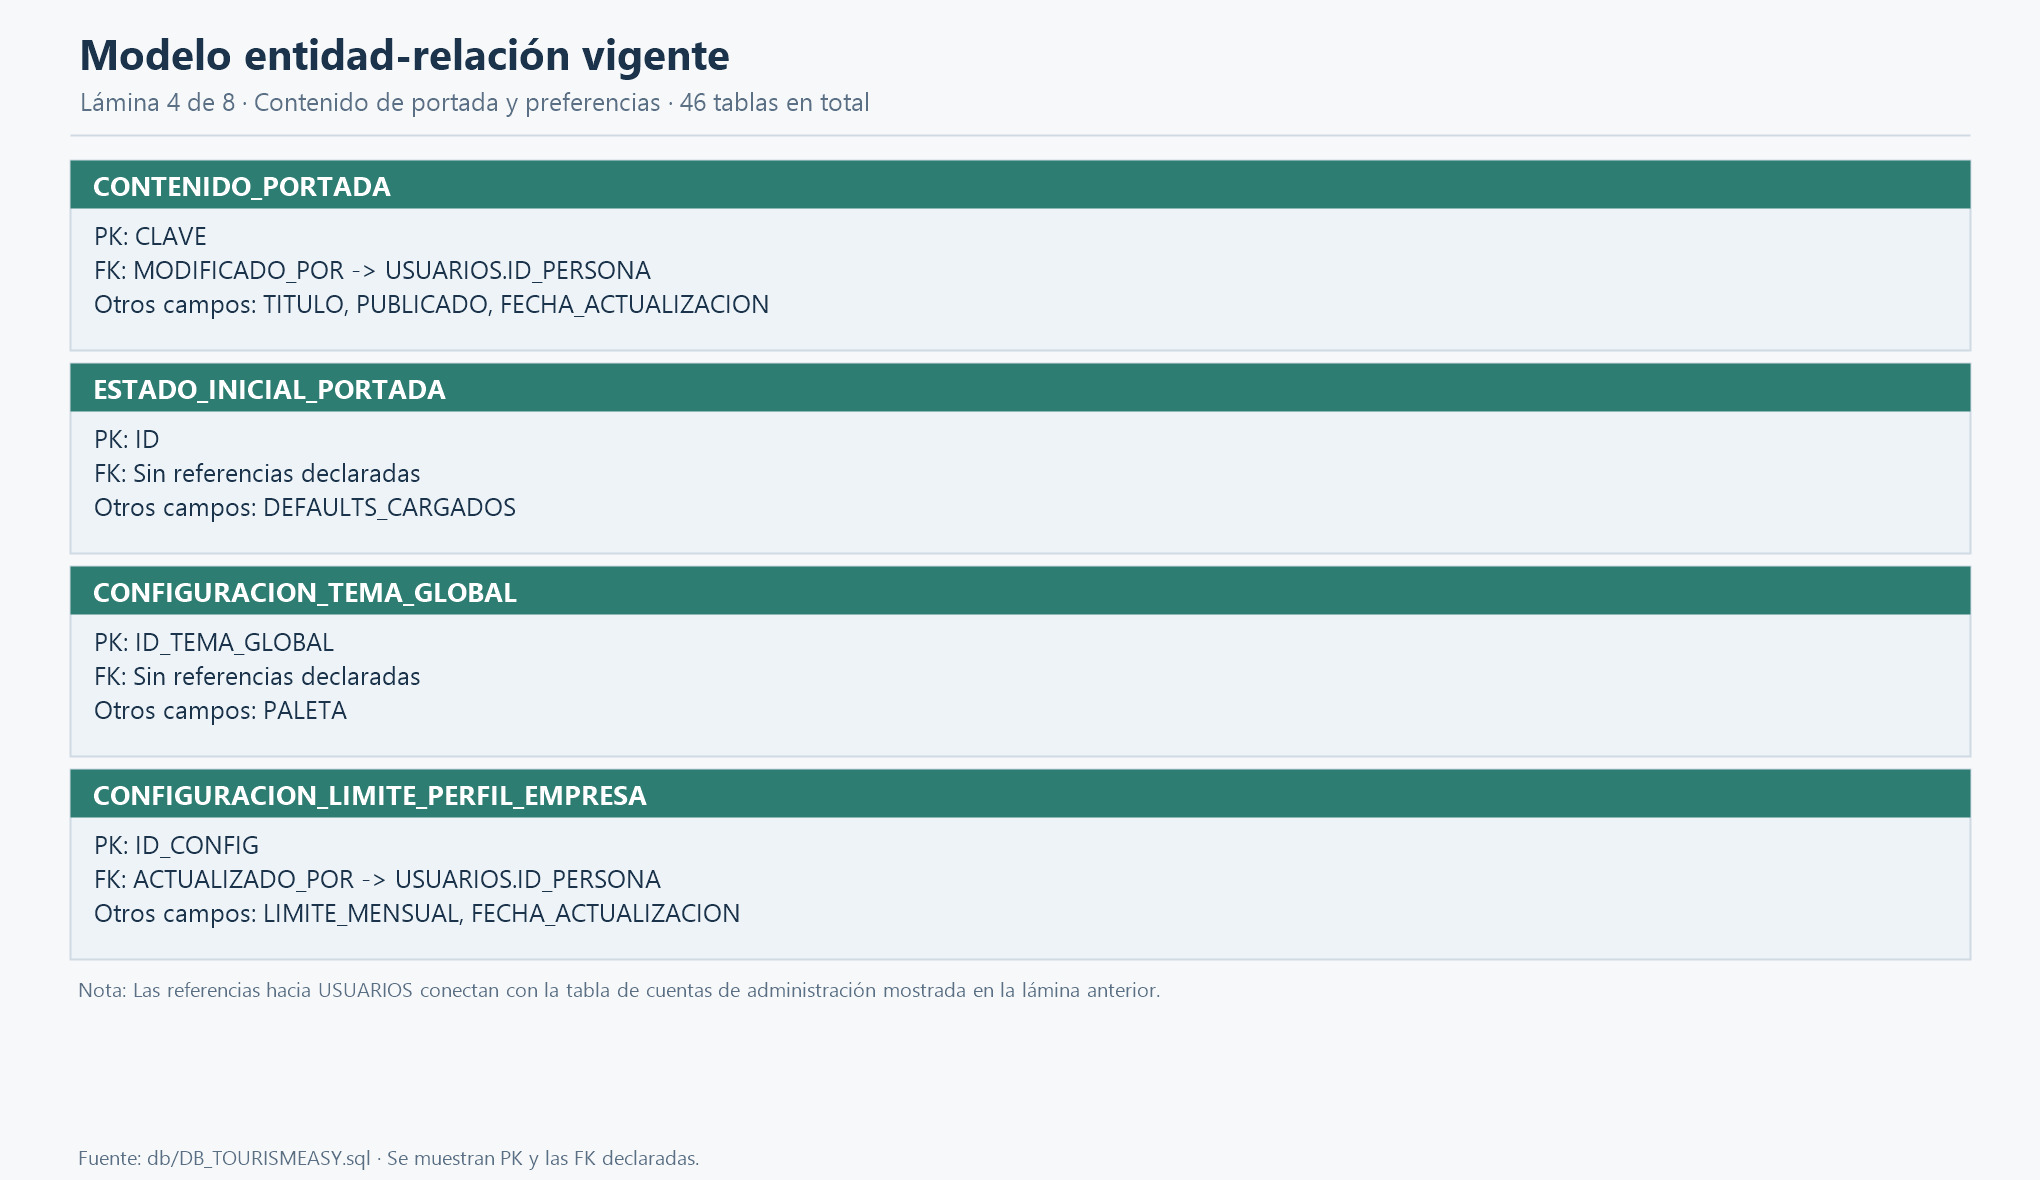 Modelo entidad-relación vigente
Lámina 4 de 8 · Contenido de portada y preferencias · 46 tablas en total
CONTENIDO_PORTADA
PK: CLAVE
FK: MODIFICADO_POR -> USUARIOS.ID_PERSONA
Otros campos: TITULO, PUBLICADO, FECHA_ACTUALIZACION
ESTADO_INICIAL_PORTADA
PK: ID
FK: Sin referencias declaradas
Otros campos: DEFAULTS_CARGADOS
CONFIGURACION_TEMA_GLOBAL
PK: ID_TEMA_GLOBAL
FK: Sin referencias declaradas
Otros campos: PALETA
CONFIGURACION_LIMITE_PERFIL_EMPRESA
PK: ID_CONFIG
FK: ACTUALIZADO_POR -> USUARIOS.ID_PERSONA
Otros campos: LIMITE_MENSUAL, FECHA_ACTUALIZACION
Nota: Las referencias hacia USUARIOS conectan con la tabla de cuentas de administración mostrada en la lámina anterior.
Fuente: db/DB_TOURISMEASY.sql · Se muestran PK y las FK declaradas.